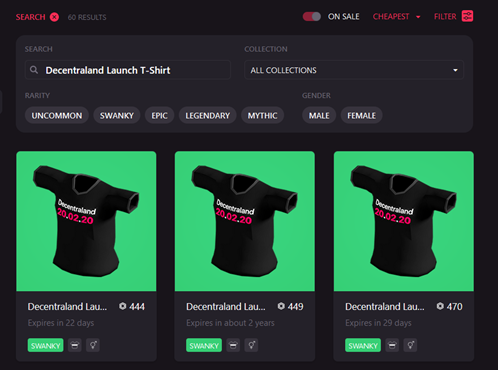 SEARCH 60 RESULTS ON SALE CHEAPEST FILTER
SEARCH COLLECTION
Decentraland Launch T-Shirt ALL COLLECTIONS
RARITY GENDER
UNCOMMON SWANKY EPIC LEGENDARY MYTHIC MALE FEMALE
Decentraland Decentraland Decentraland
20.02.20 20.02.20 20.02.20
Decentraland Lau... 444 Decentraland Lau... 449 Decentraland Lau... 470
Expires in 22 days Expires in about 2 years Expires in 29 days
SWANKY SWANKY SWANKY